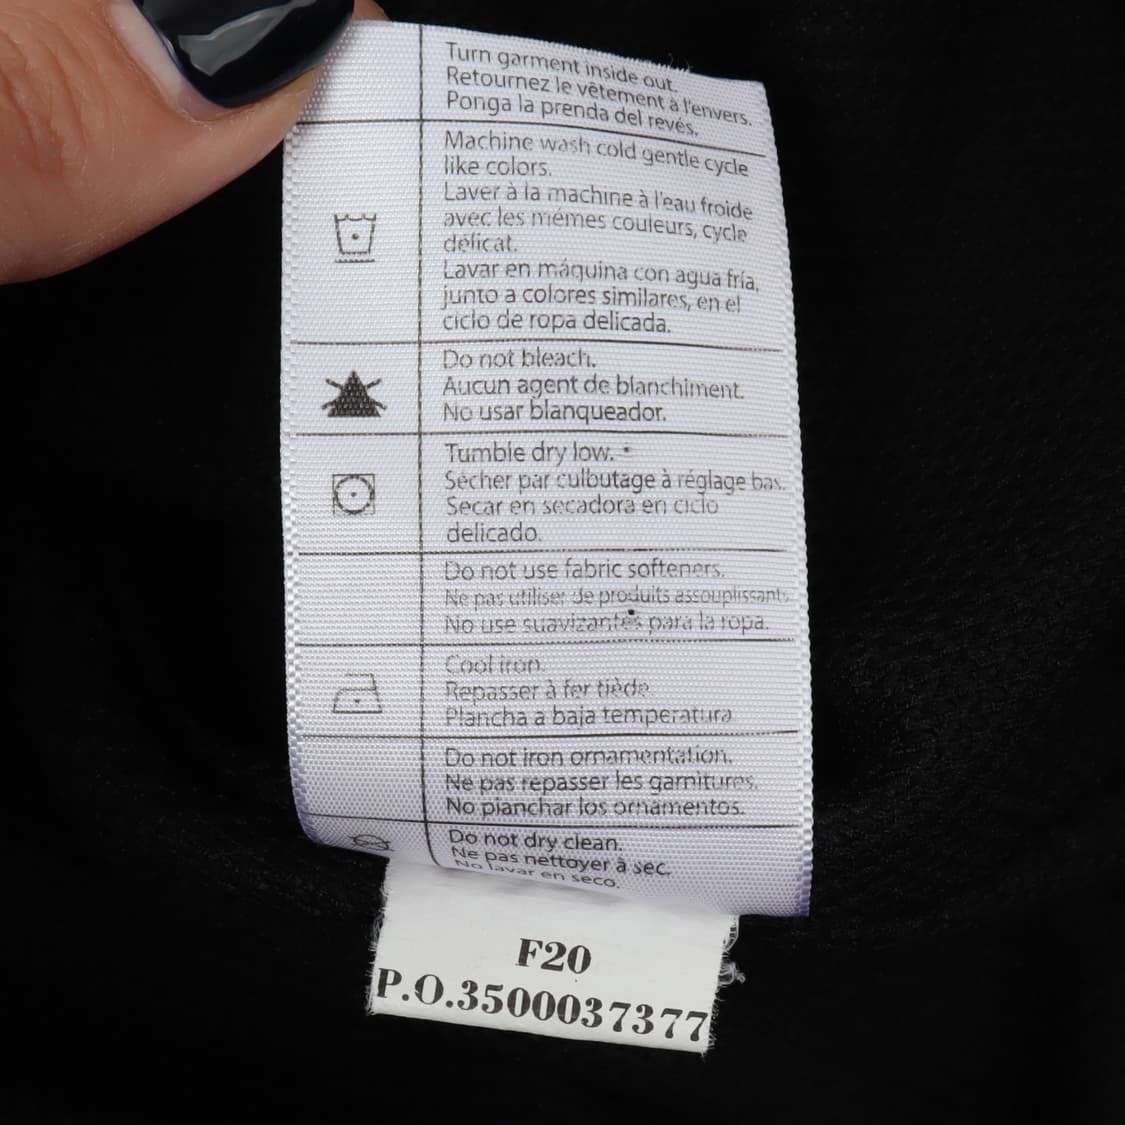 Turn garment inside out.
Retournez le vêtement à l'envers.
Ponga la prenda del revés.
Machine wash cold gentle cycle
like colors.
Laver à la machine à l'eau froide
avec les mêmes couleurs, cycle
délicat.
Lavar en máquina con agua fría,
junto a colores similares, en el
ciclo de ropa delicada.
Do not bleach.
Aucun agent de blanchiment.
No usar blanqueador.
Tumble dry low.
Sécher par culbutage à réglage bas.
Secar en secadora en ciclo
delicado.
Do not use fabric softeners.
Ne pas utiliser de produits assouplissants.
No use suavizantes para la ropa.
Cool iron.
Repasser à fer tiède
Plancha a baja temperatura
Do not iron ornamentation.
Ne pas repasser les garnitures.
No planchar los ornamentos.
Do not dry clean.
Ne pas nettoyer à sec.
No lavar en seco.
F20
P.O.3500037377